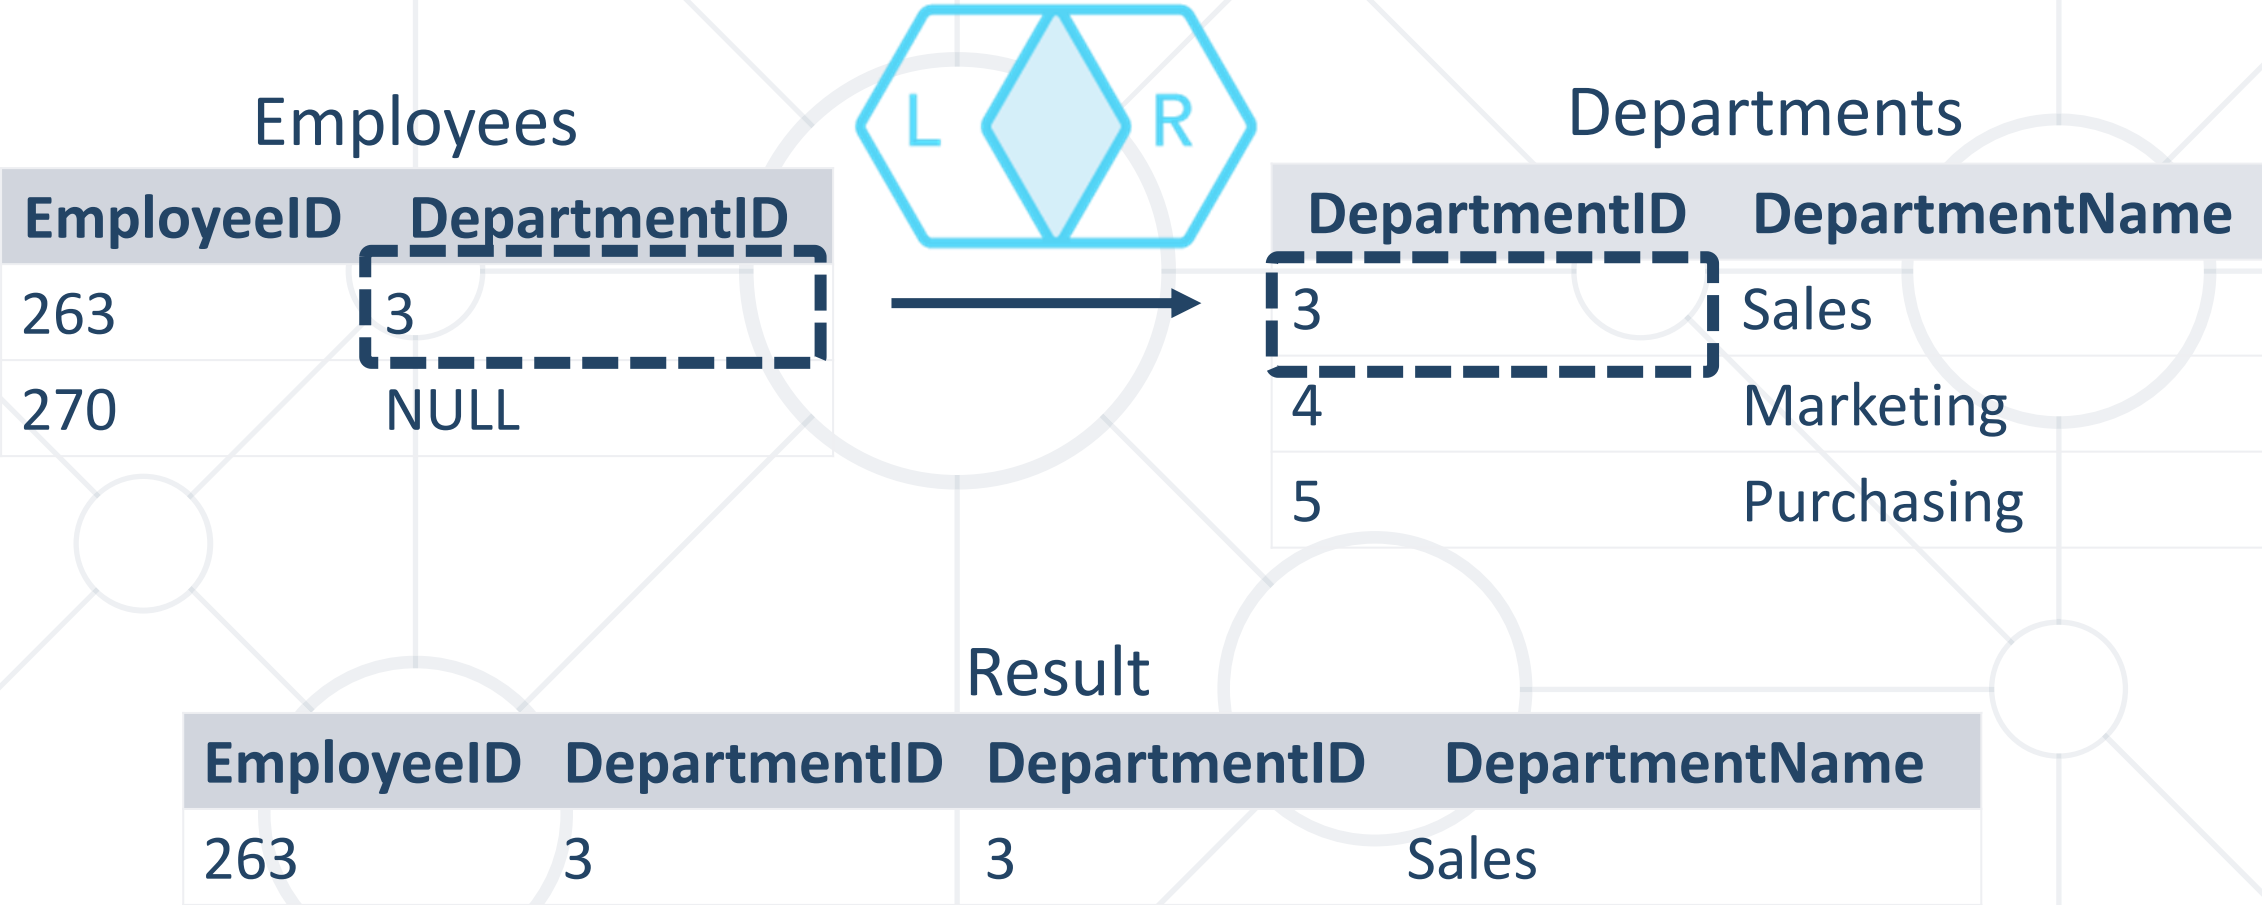 L R
Employees
Departments
EmployeeID DepartmentID
263 3
270 NULL
DepartmentID DepartmentName
3 Sales
4 Marketing
5 Purchasing
Result
EmployeeID DepartmentID DepartmentID DepartmentName
263 3 3 Sales